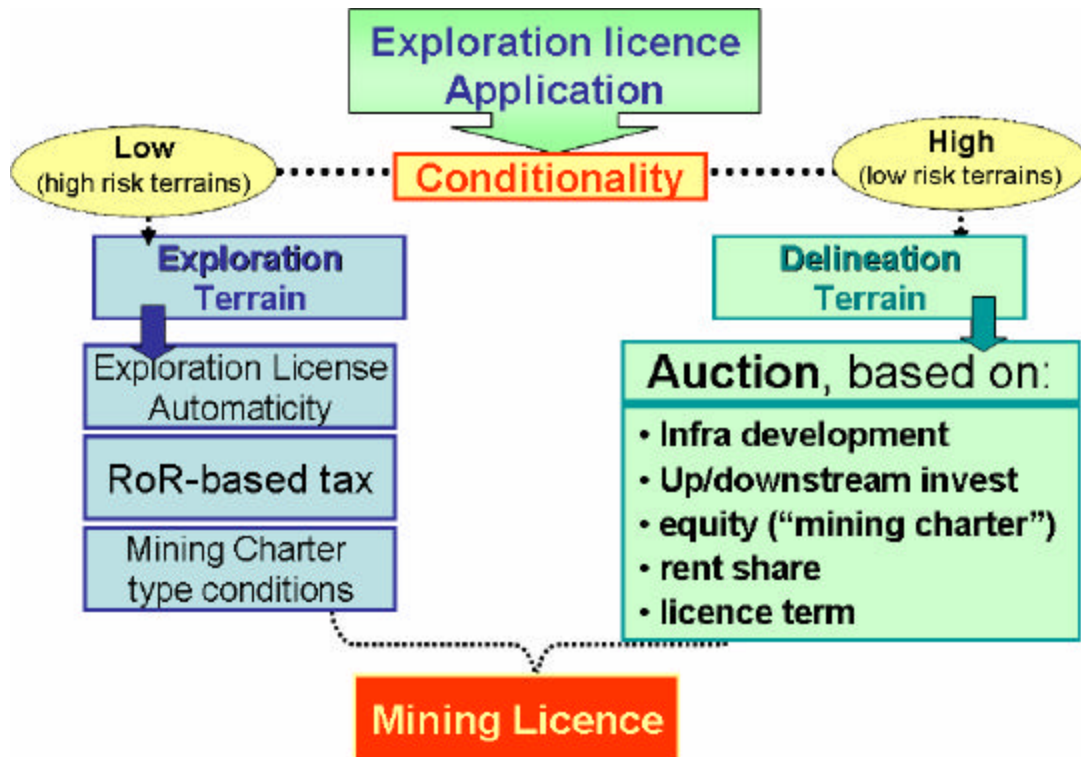 Exploration licence
Application
Low
(high risk terrains)
Conditionality
High
(low risk terrains)
Exploration
Terrain
Exploration License
Automaticity
RoR-based tax
Mining Charter
type conditions
Delineation
Terrain
Auction, based on:
• Infra development
• Up/downstream invest
• equity (“mining charter”)
• rent share
• licence term
Mining Licence